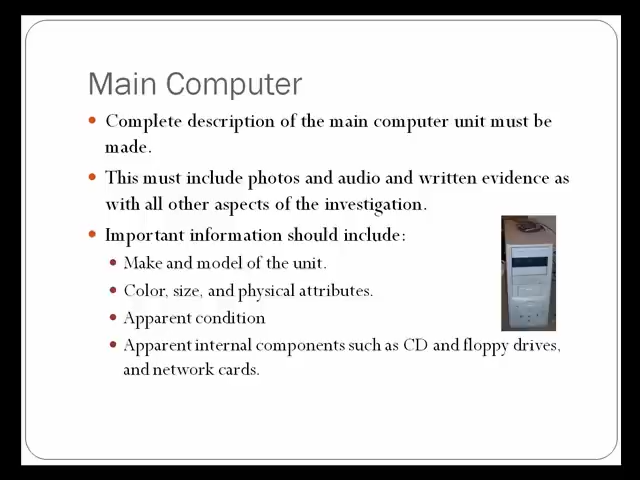 Main Computer
Complete description of the main computer unit must be
made.
This must include photos and audio and written evidence as
with all other aspects of the investigation.
Important information should include:
Make and model of the unit.
Color, size, and physical attributes.
Apparent condition
Apparent internal components such as CD and floppy drives,
and network cards.